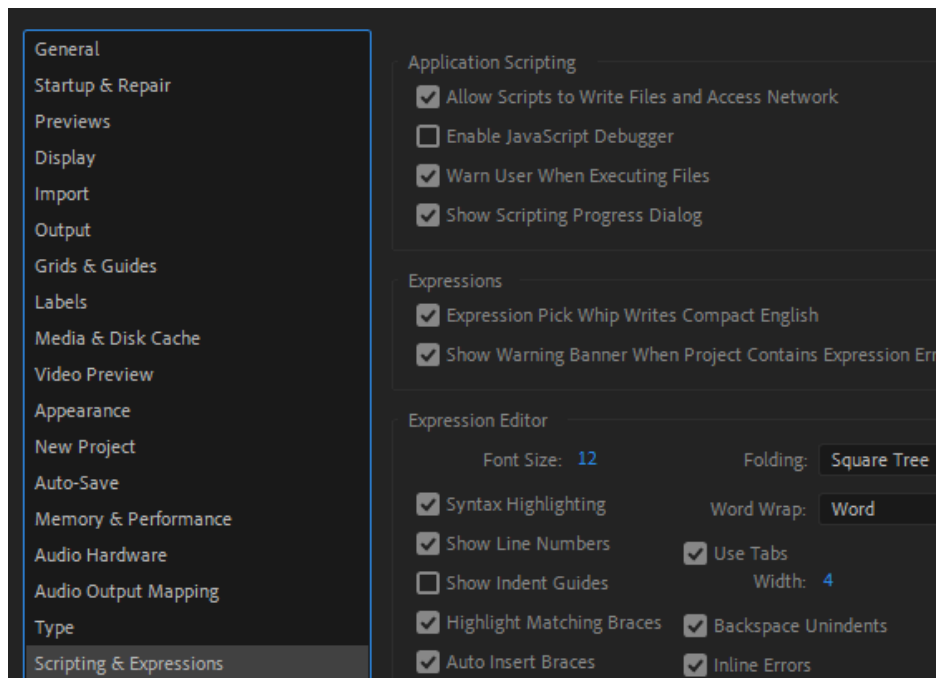 General
Startup & Repair
Previews
Display
Import
Output
Grids & Guides
Labels
Media & Disk Cache
Video Preview
Appearance
New Project
Auto-Save
Memory & Performance
Audio Hardware
Audio Output Mapping
Type
Scripting & Expressions
Application Scripting
Allow Scripts to Write Files and Access Network
Enable JavaScript Debugger
Warn User When Executing Files
Show Scripting Progress Dialog
Expressions
Expression Pick Whip Writes Compact English
Show Warning Banner When Project Contains Expression Err
Expression Editor
Font Size: 12
Folding: Square Tree
Syntax Highlighting
Word Wrap: Word
Show Line Numbers
Use Tabs
Show Indent Guides
Width: 4
Highlight Matching Braces
Backspace Unindents
Auto Insert Braces
Inline Errors